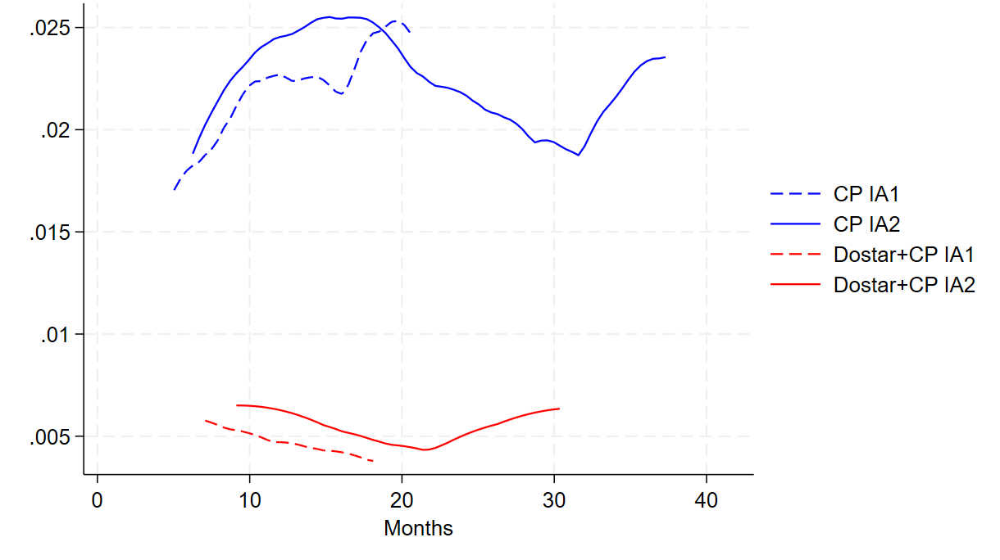 .025
.02
.015
.01
.005
0 10 20 30 40
Months
CP IA1
CP IA2
Dostar+CP IA1
Dostar+CP IA2